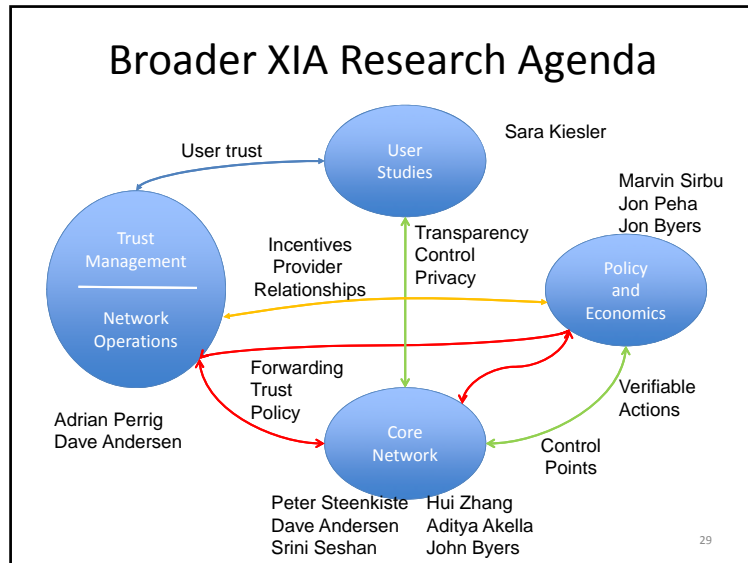 Broader XIA Research Agenda
User trust
User
Studies
Sara Kiesler
Marvin Sirbu
Jon Peha
Jon Byers
Trust
Management
Network
Operations
Incentives
Provider
Relationships
Transparency
Control
Privacy
Policy
and
Economics
Forwarding
Trust
Policy
Verifiable
Actions
Adrian Perrig
Dave Andersen
Core
Network
Control
Points
Peter Steenkiste
Dave Andersen
Srini Seshan
Hui Zhang
Aditya Akella
John Byers
29